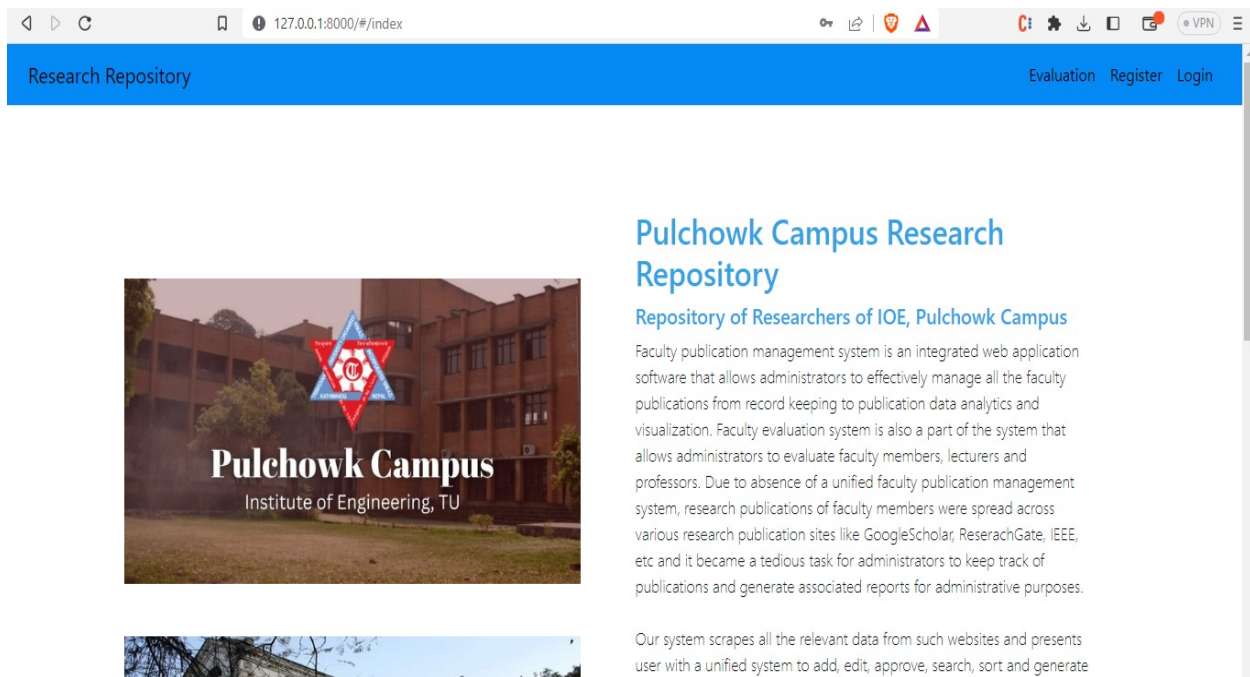 127.0.0.1:8000/#/index
VPN
Research Repository
Evaluation Register Login
Pulchowk Campus Research
Repository
Repository of Researchers of IOE, Pulchowk Campus
Faculty publication management system is an integrated web application
software that allows administrators to effectively manage all the faculty
publications from record keeping to publication data analytics and
visualization. Faculty evaluation system is also a part of the system that
allows administrators to evaluate faculty members, lecturers and
professors. Due to absence of a unified faculty publication management
system, research publications of faculty members were spread across
various research publication sites like GoogleScholar, ReserachGate, IEEE,
etc and it became a tedious task for administrators to keep track of
publications and generate associated reports for administrative purposes.
Our system scrapes all the relevant data from such websites and presents
user with a unified system to add, edit, approve, search, sort and generate
KATHMANDU NEPAL
Pulchowk Campus
Institute of Engineering, TU